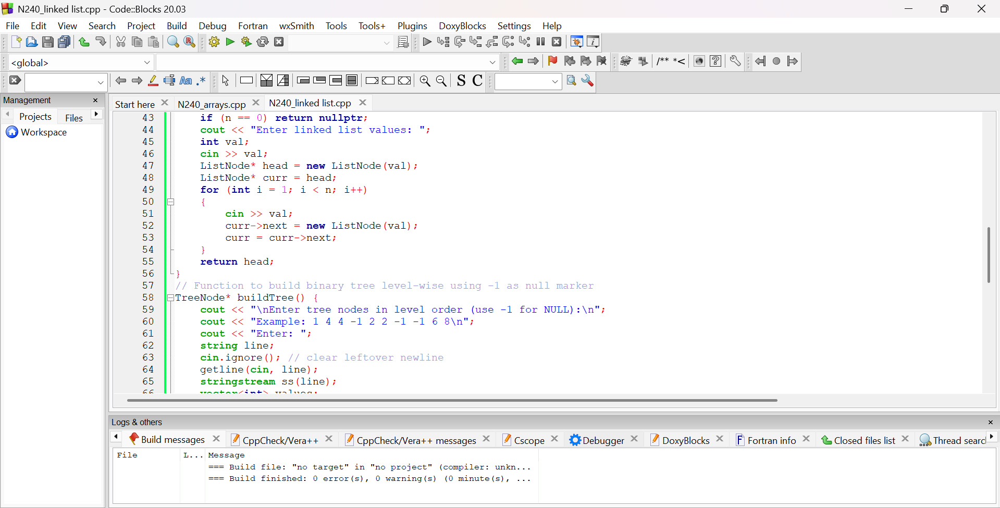 N240_linked list.cpp - Code::Blocks 20.03
File Edit View Search Project Build Debug Fortran wxSmith Tools Tools+ Plugins DoxyBlocks Settings Help
<global>
/** *<
Aa .* S C
Management
Projects Files
Workspace
Start here N240_arrays.cpp N240_linked list.cpp
43 if (n == 0) return nullptr;
44 cout << "Enter linked list values: ";
45 int val;
46 cin >> val;
47 ListNode* head = new ListNode(val);
48 ListNode* curr = head;
49 for (int i = 1; i < n; i++)
50 {
51 cin >> val;
52 curr->next = new ListNode(val);
53 curr = curr->next;
54 }
55 return head;
56 }
57 // Function to build binary tree level-wise using -1 as null marker
58 TreeNode* buildTree() {
59 cout << "\nEnter tree nodes in level order (use -1 for NULL):\n";
60 cout << "Example: 1 4 4 -1 2 2 -1 -1 6 8\n";
61 cout << "Enter: ";
62 string line;
63 cin.ignore(); // clear leftover newline
64 getline(cin, line);
65 stringstream ss(line);
66 vector<int> values;
Logs & others
Build messages CppCheck/Vera++ CppCheck/Vera++ messages Cscope Debugger DoxyBlocks Fortran info Closed files list Thread searc
File L... Message
=== Build file: "no target" in "no project" (compiler: unkn...
=== Build finished: 0 error(s), 0 warning(s) (0 minute(s), ...